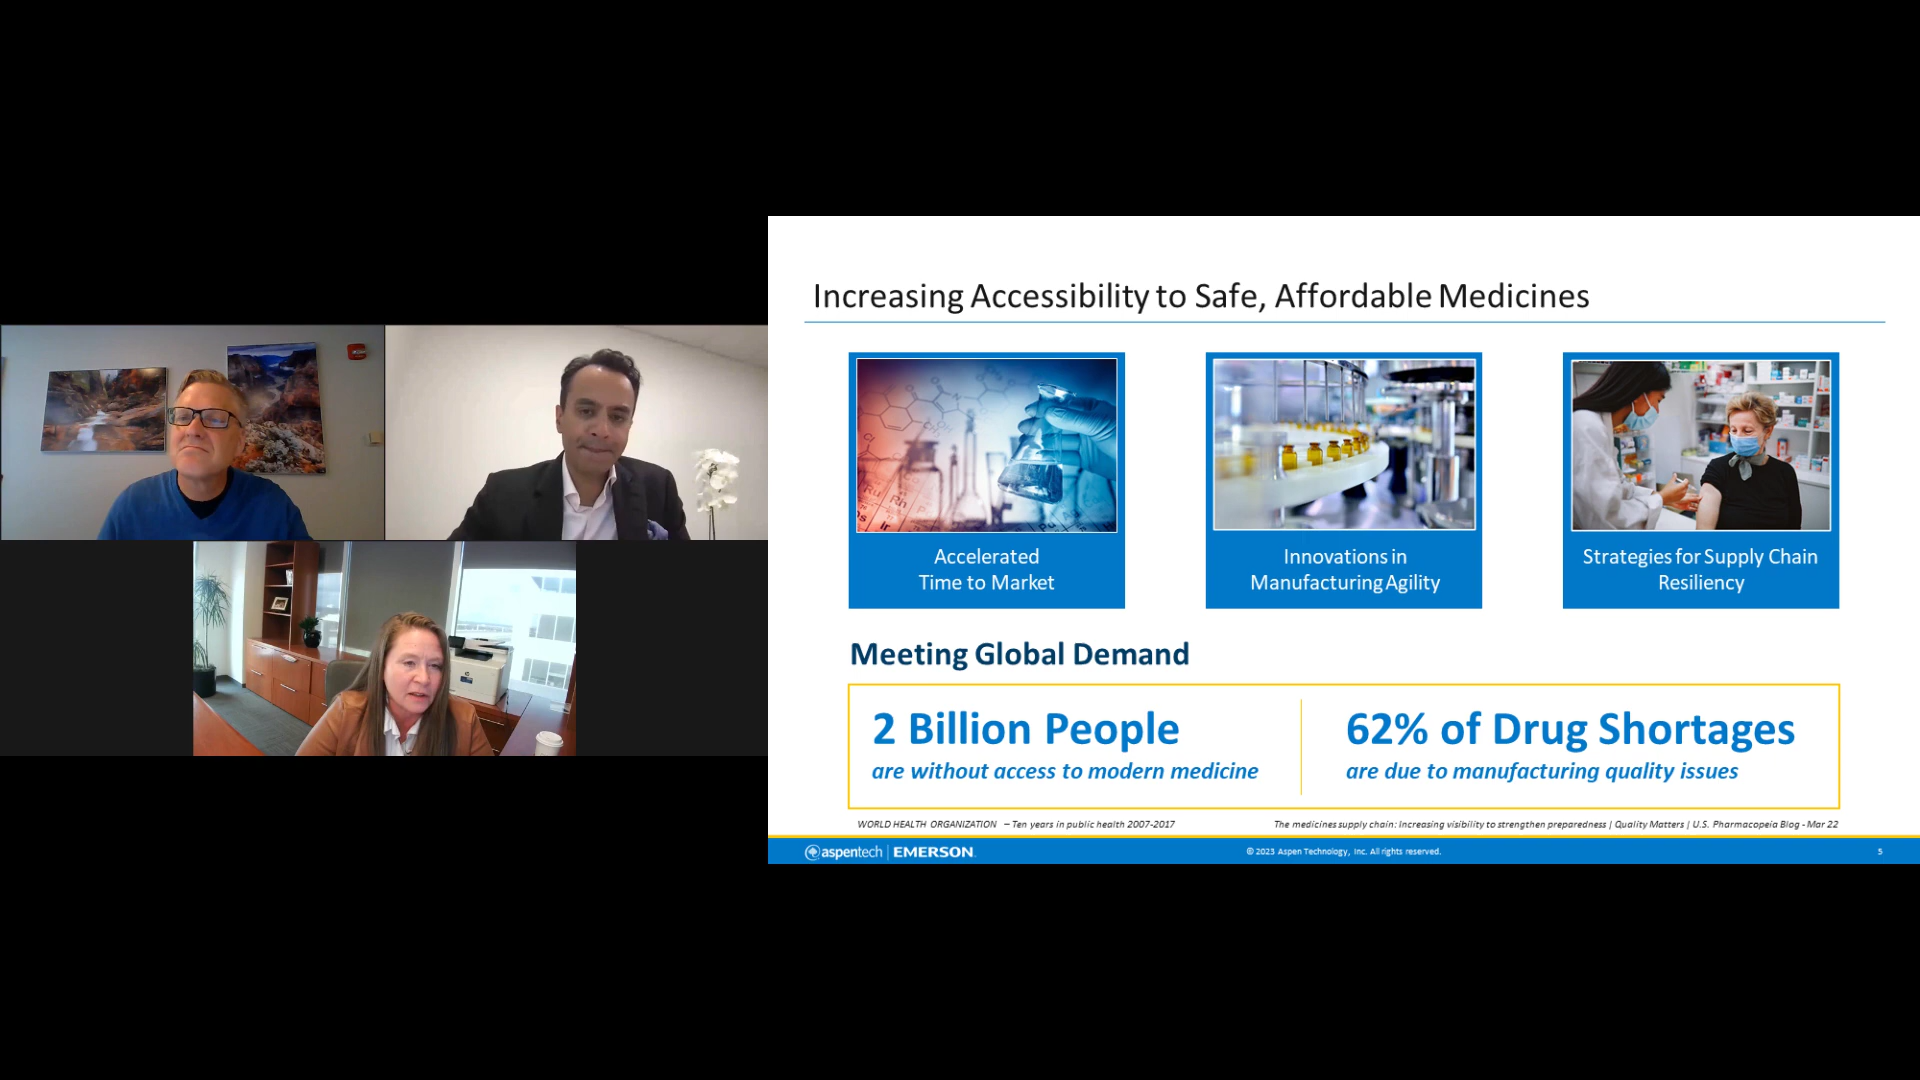 Increasing Accessibility to Safe, Affordable Medicines
Accelerated
Time to Market
Innovations in
Manufacturing Agility
Strategies for Supply Chain
Resiliency
Meeting Global Demand
2 Billion People
are without access to modern medicine
62% of Drug Shortages
are due to manufacturing quality issues
WORLD HEALTH ORGANIZATION – Ten years in public health 2007-2017
The medicines supply chain: Increasing visibility to strengthen preparedness | Quality Matters | U.S. Pharmacopeia Blog - Mar 22
aspentech | EMERSON
© 2023 Aspen Technology, Inc. All rights reserved.
5